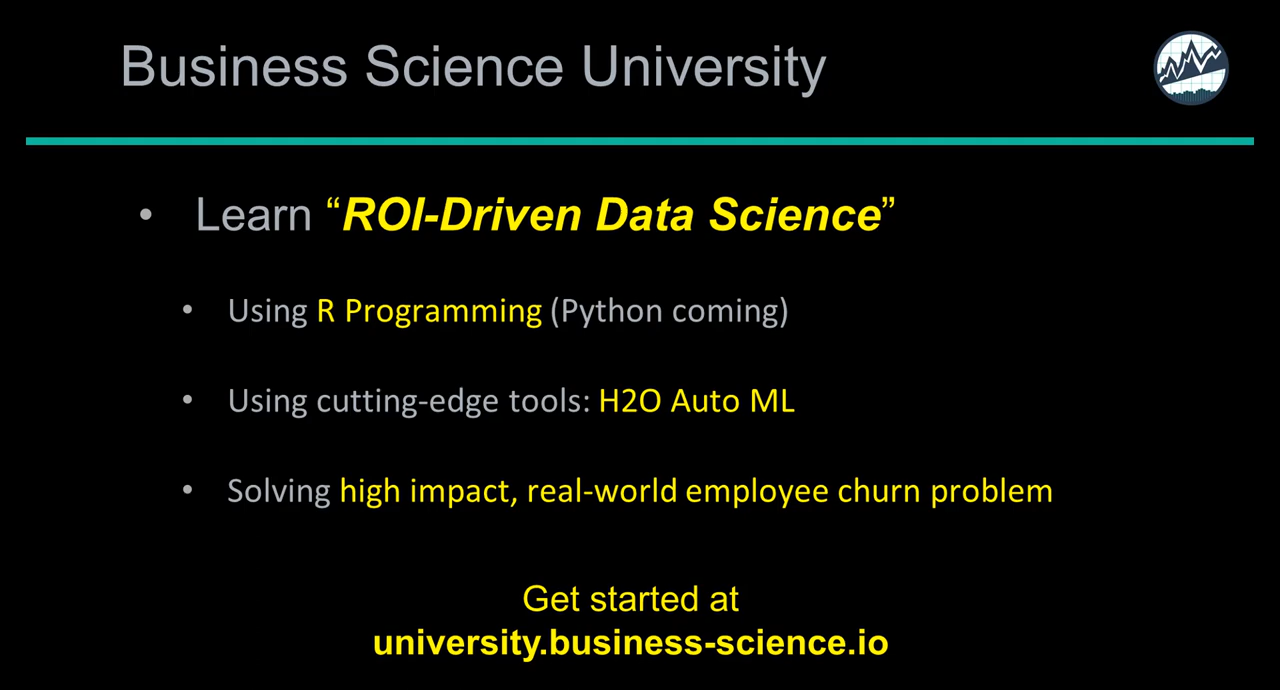 Business Science University
• Learn “ROI-Driven Data Science”
• Using R Programming (Python coming)
• Using cutting-edge tools: H2O Auto ML
• Solving high impact, real-world employee churn problem
Get started at
university.business-science.io